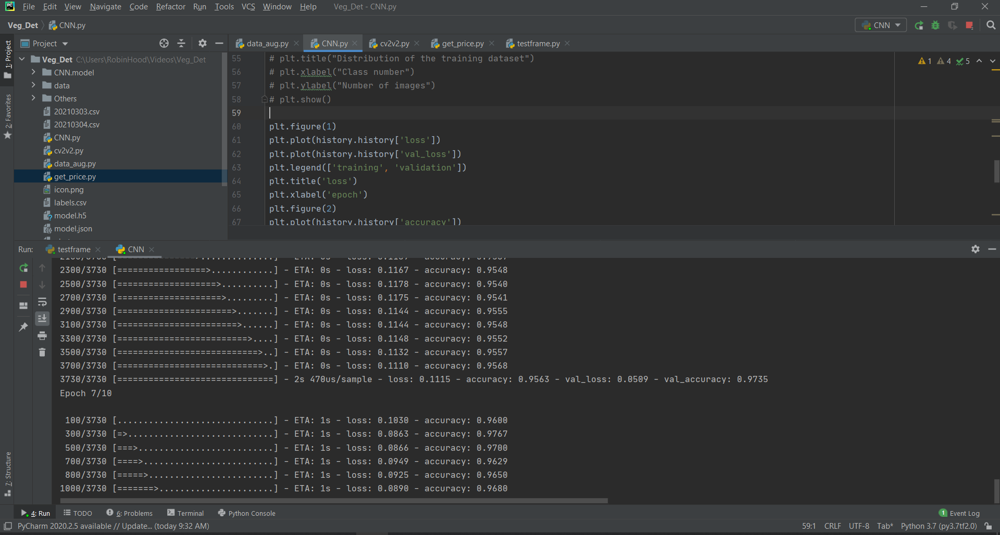 File Edit View Navigate Code Refactor Run Tools VCS Window Help Veg_Det - CNN.py
Veg_Det CNN.py CNN
1: Project
2: Favorites
7: Structure
Project
Veg_Det C:\Users\RobinHood\Videos\Veg_Det
CNN.model
data
Others
20210303.csv
20210304.csv
CNN.py
cv2v2.py
data_aug.py
get_price.py
icon.png
labels.csv
model.h5
model.json
data_aug.py CNN.py cv2v2.py get_price.py testframe.py
1 4 5
55 # plt.title("Distribution of the training dataset")
56 # plt.xlabel("Class number")
57 # plt.ylabel("Number of images")
58 # plt.show()
59
60 plt.figure(1)
61 plt.plot(history.history['loss'])
62 plt.plot(history.history['val_loss'])
63 plt.legend(['training', 'validation'])
64 plt.title('loss')
65 plt.xlabel('epoch')
66 plt.figure(2)
67 plt.plot(history.history['accuracy'])
Run: testframe CNN
2300/3730 [=================>............] - ETA: 0s - loss: 0.1167 - accuracy: 0.9548
2500/3730 [===================>..........] - ETA: 0s - loss: 0.1178 - accuracy: 0.9540
2700/3730 [====================>.........] - ETA: 0s - loss: 0.1175 - accuracy: 0.9541
2900/3730 [======================>.......] - ETA: 0s - loss: 0.1144 - accuracy: 0.9555
3100/3730 [=======================>......] - ETA: 0s - loss: 0.1144 - accuracy: 0.9548
3300/3730 [=========================>....] - ETA: 0s - loss: 0.1148 - accuracy: 0.9552
3500/3730 [===========================>..] - ETA: 0s - loss: 0.1132 - accuracy: 0.9557
3700/3730 [============================>.] - ETA: 0s - loss: 0.1110 - accuracy: 0.9568
3730/3730 [==============================] - 2s 470us/sample - loss: 0.1115 - accuracy: 0.9563 - val_loss: 0.0509 - val_accuracy: 0.9735
Epoch 7/10
100/3730 [..............................] - ETA: 1s - loss: 0.1030 - accuracy: 0.9600
300/3730 [=>............................] - ETA: 1s - loss: 0.0863 - accuracy: 0.9767
500/3730 [===>..........................] - ETA: 1s - loss: 0.0866 - accuracy: 0.9700
700/3730 [====>.........................] - ETA: 1s - loss: 0.0949 - accuracy: 0.9629
800/3730 [=====>........................] - ETA: 1s - loss: 0.0925 - accuracy: 0.9650
1000/3730 [=======>......................] - ETA: 1s - loss: 0.0890 - accuracy: 0.9680
4: Run TODO 6: Problems Terminal Python Console 1 Event Log
PyCharm 2020.2.5 available // Update... (today 9:32 AM) 59:1 CRLF UTF-8 Tab* Python 3.7 (py3.7tf2.0)